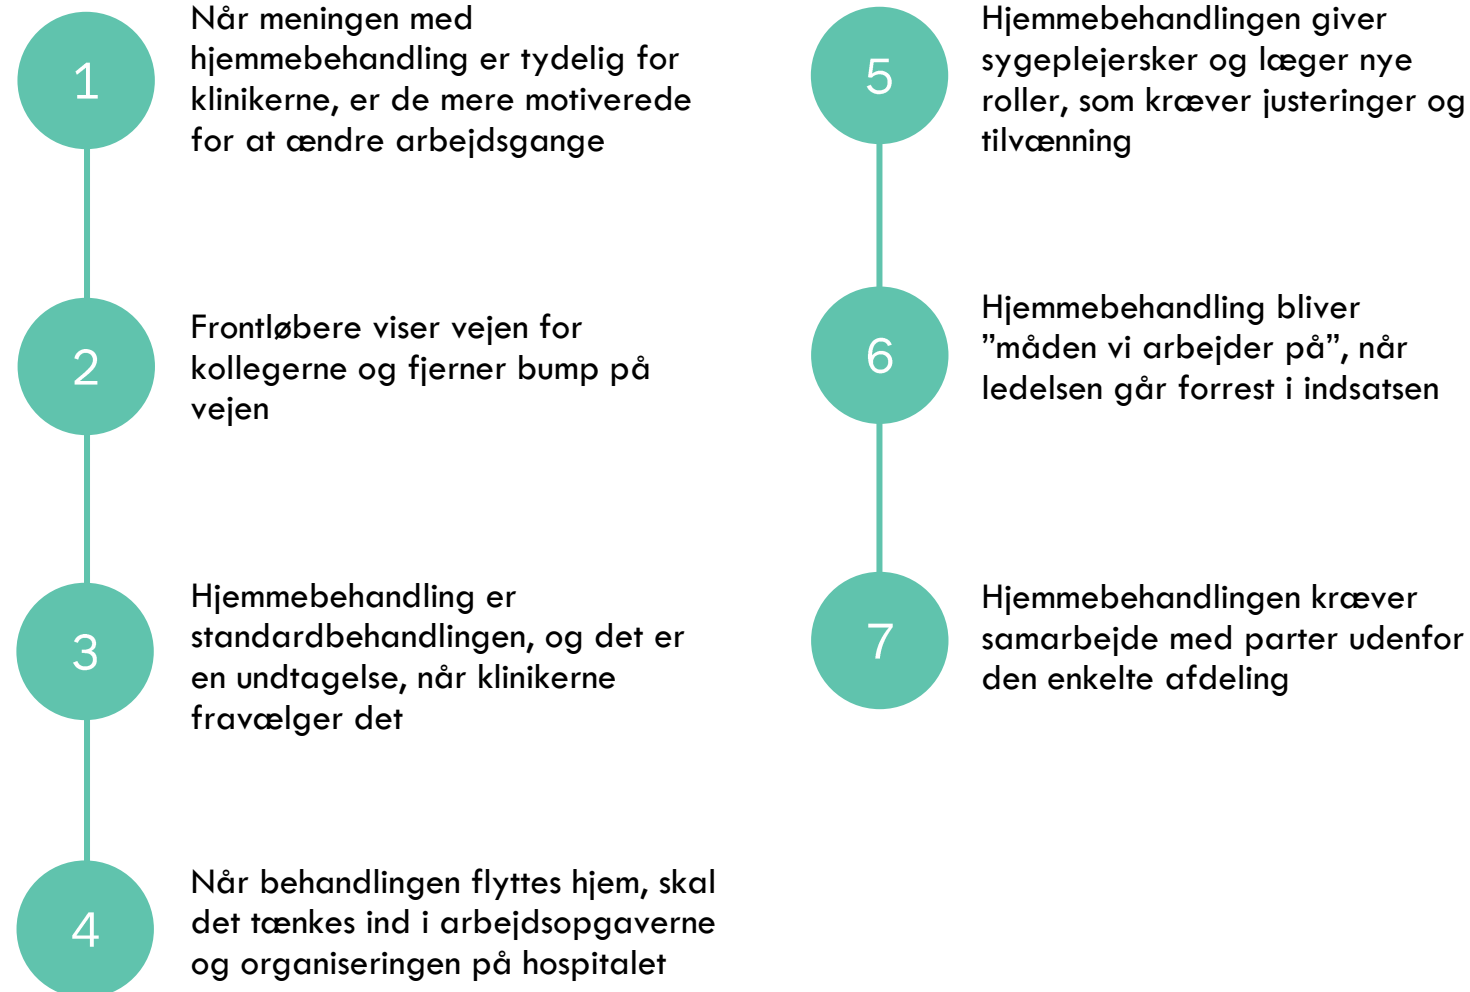 1
Når meningen med
hjemmebehandling er tydelig for
klinikerne, er de mere motiverede
for at ændre arbejdsgange
2
Frontløbere viser vejen for
kollegerne og fjerner bump på
vejen
3
Hjemmebehandling er
standardbehandlingen, og det er
en undtagelse, når klinikerne
fravælger det
4
Når behandlingen flyttes hjem, skal
det tænkes ind i arbejdsopgaverne
og organiseringen på hospitalet
5
Hjemmebehandlingen giver
sygeplejersker og læger nye
roller, som kræver justeringer og
tilvænning
6
Hjemmebehandling bliver
”måden vi arbejder på”, når
ledelsen går forrest i indsatsen
7
Hjemmebehandlingen kræver
samarbejde med parter udenfor
den enkelte afdeling